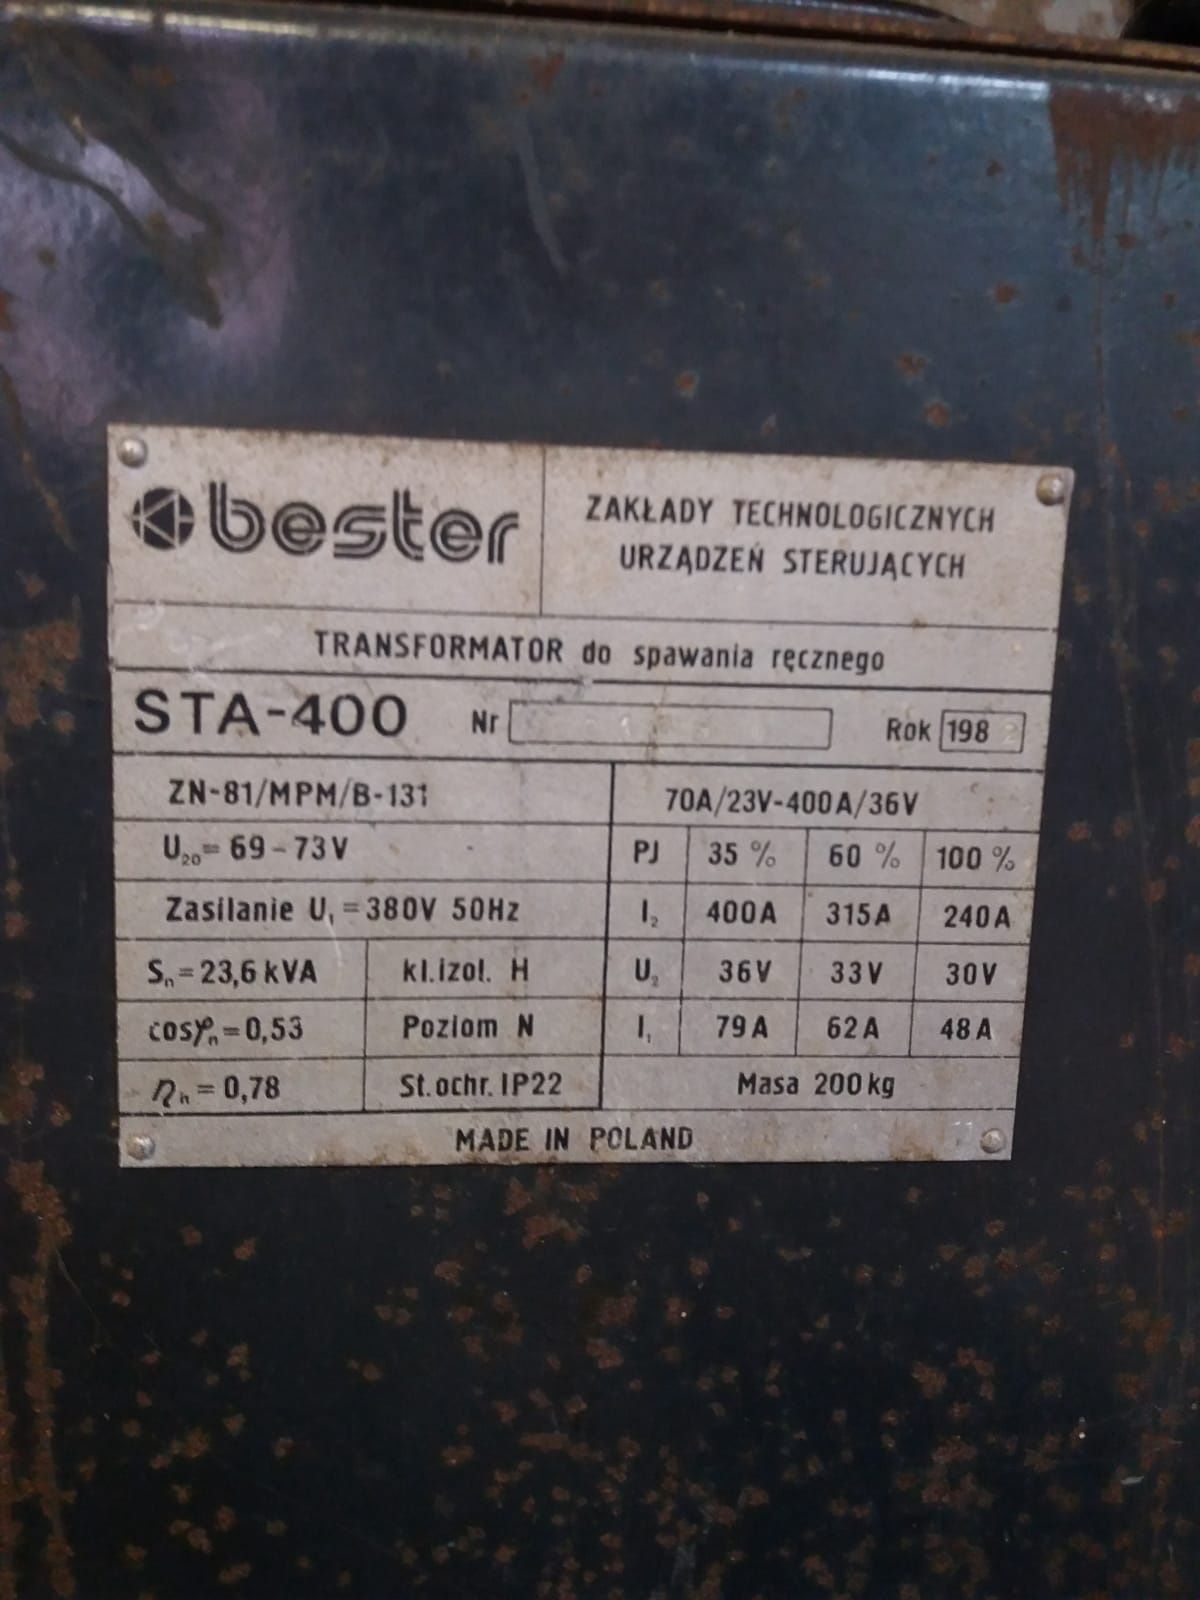 bester
ZAKŁADY TECHNOLOGICZNYCH
URZĄDZEŃ STERUJĄCYCH
TRANSFORMATOR do spawania ręcznego
STA-400 Nr Rok 198
ZN-81/MPM/B-131 70A/23V-400A/36V
U₂₀= 69-73V PJ 35 % 60 % 100 %
Zasilanie U₁=380V 50Hz I₂ 400A 315A 240A
Sₙ=23,6 kVA kl.izol. H U₂ 36V 33V 30V
cosφₙ=0,53 Poziom N I₁ 79A 62A 48A
ηₕ= 0,78 St.ochr. IP22 Masa 200kg
MADE IN POLAND